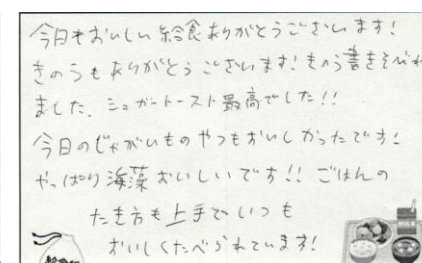 今日もおいしい給食ありがとうございます!
きのうもありがとうございます!きのう書きそびれ
ました。シュガートースト最高でした!!
今日のじゃがいものやつもおいしかったです!
やっぱり海藻おいしいです!!ごはんの
たき方も上手でいつも
おいしくたべられています!
MILK